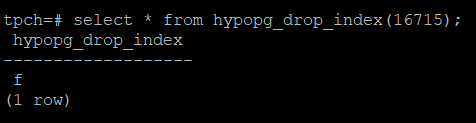 tpch=# select * from hypopg_drop_index(16715);
 hypopg_drop_index
-------------------
 f
(1 row)